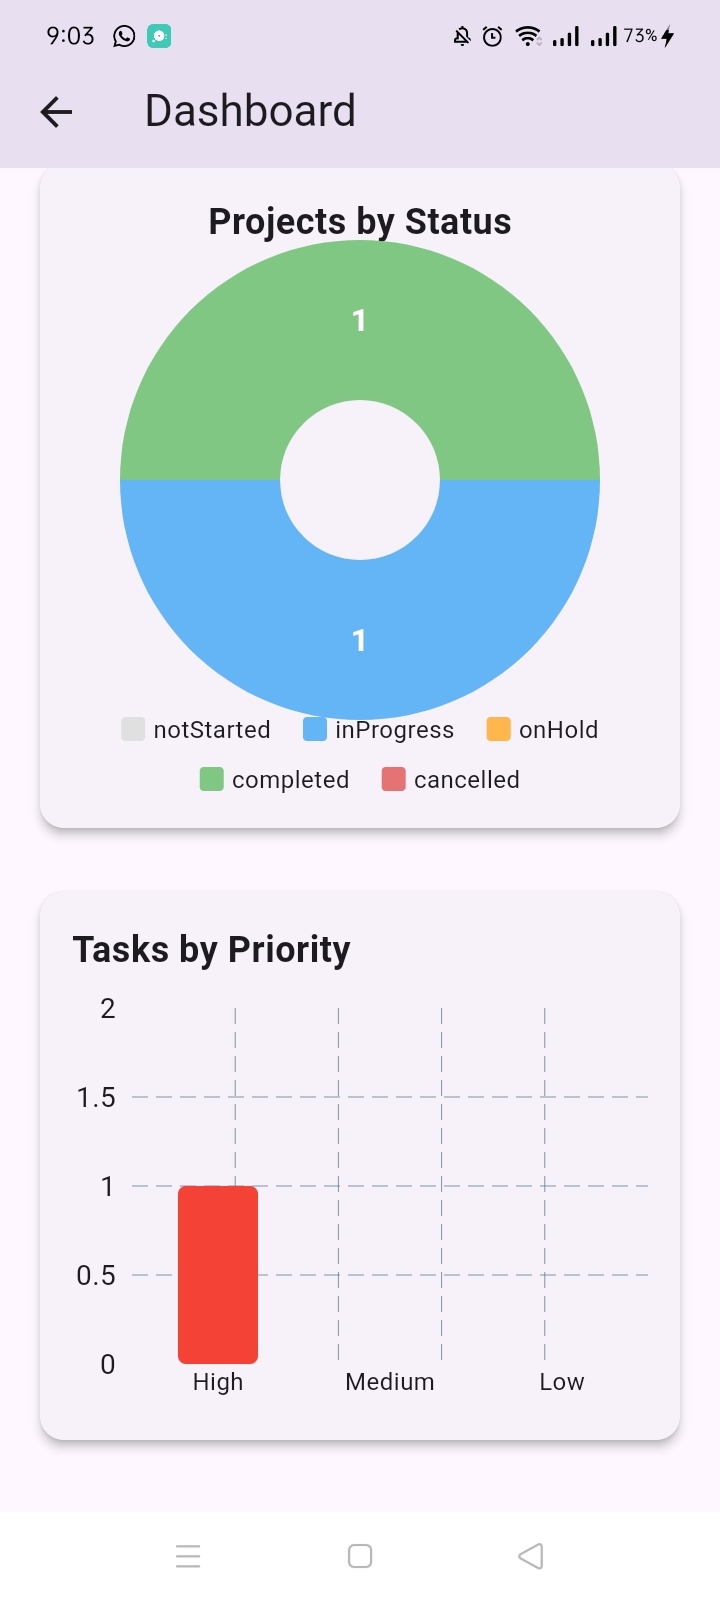 9:03 73%
Dashboard
Projects by Status
1
1
notStarted inProgress onHold
completed cancelled
Tasks by Priority
2
1.5
1
0.5
0
High Medium Low